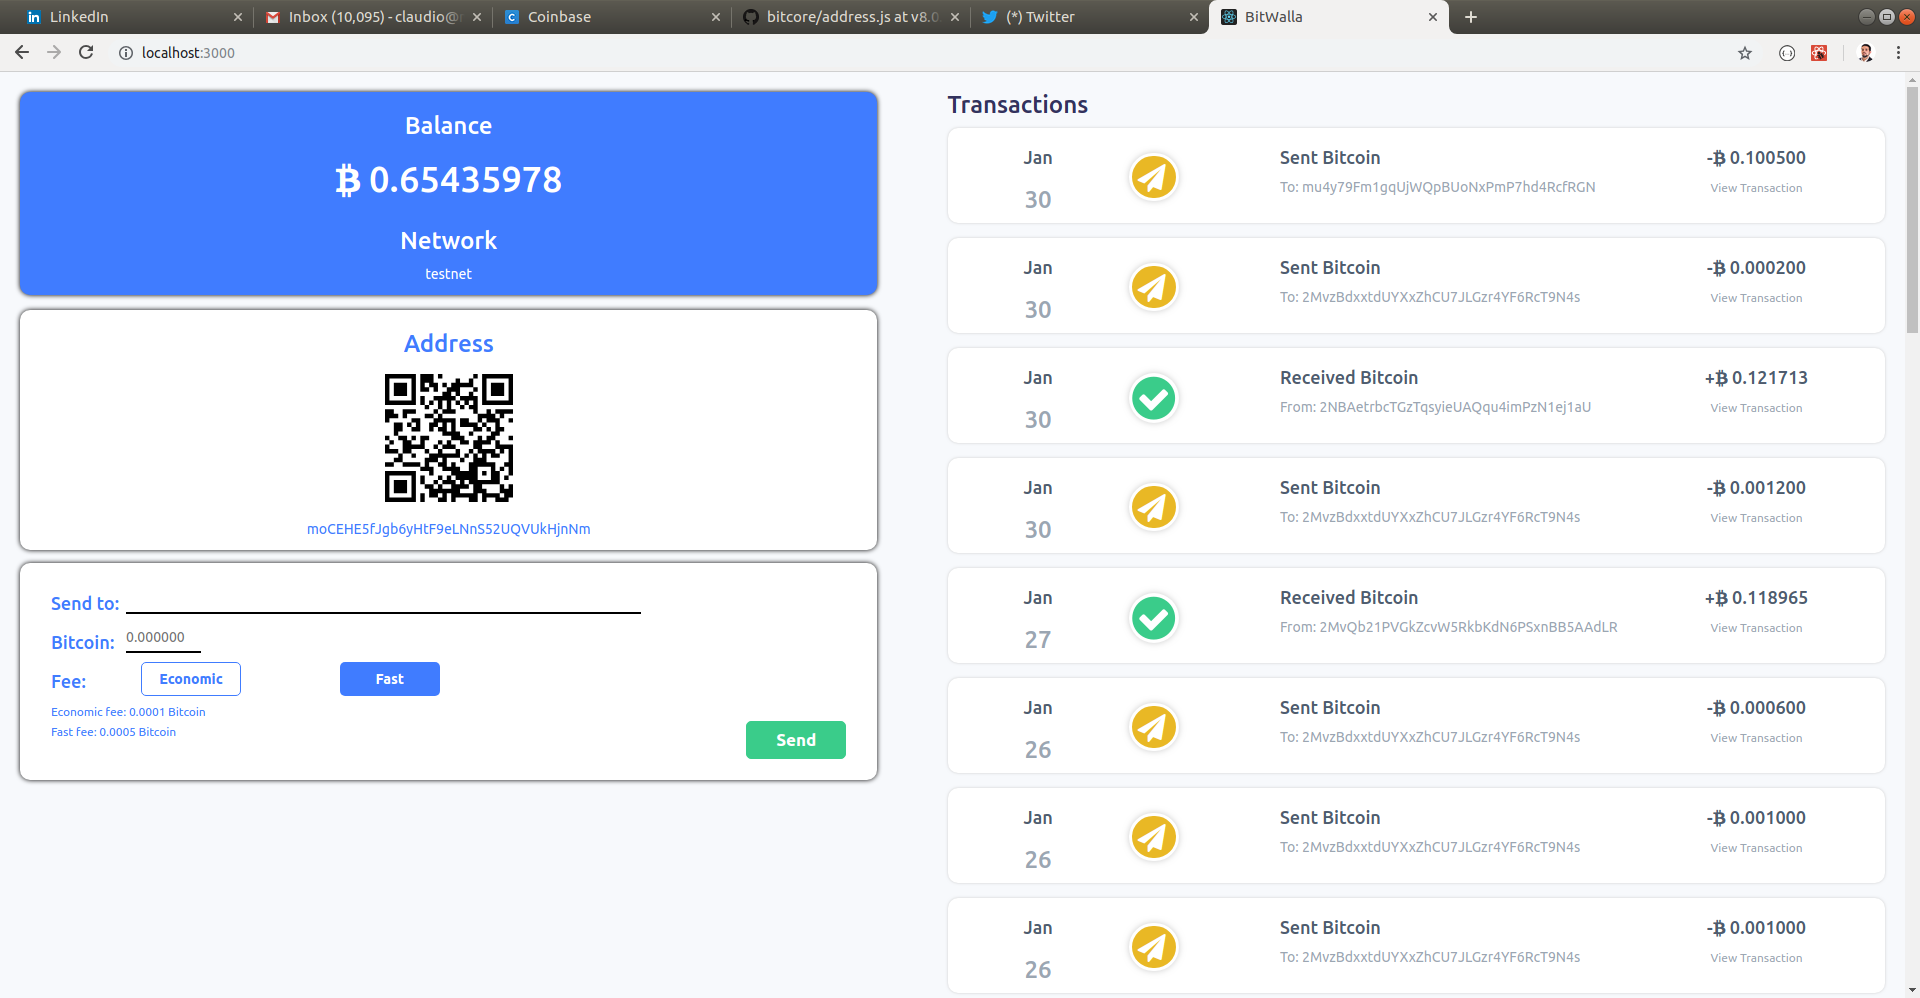 LinkedIn
Inbox (10,095) - claudio@
Coinbase
bitcore/address.js at v8.0.
(*) Twitter
BitWalla
localhost:3000
Balance
₿ 0.65435978
Network
testnet
Address
moCEHE5fJgb6yHtF9eLNnS52UQVUkHjnNm
Send to:
Bitcoin: 0.000000
Fee: Economic Fast
Economic fee: 0.0001 Bitcoin
Fast fee: 0.0005 Bitcoin
Send
Transactions
Jan
30
Sent Bitcoin
To: mu4y79Fm1gqUjWQpBUoNxPmP7hd4RcfRGN
-₿ 0.100500
View Transaction
Jan
30
Sent Bitcoin
To: 2MvzBdxxtdUYXxZhCU7JLGzr4YF6RcT9N4s
-₿ 0.000200
View Transaction
Jan
30
Received Bitcoin
From: 2NBAetrbcTGzTqsyieUAQqu4imPzN1ej1aU
+₿ 0.121713
View Transaction
Jan
30
Sent Bitcoin
To: 2MvzBdxxtdUYXxZhCU7JLGzr4YF6RcT9N4s
-₿ 0.001200
View Transaction
Jan
27
Received Bitcoin
From: 2MvQb21PVGkZcvW5RkbKdN6PSxnBB5AAdLR
+₿ 0.118965
View Transaction
Jan
26
Sent Bitcoin
To: 2MvzBdxxtdUYXxZhCU7JLGzr4YF6RcT9N4s
-₿ 0.000600
View Transaction
Jan
26
Sent Bitcoin
To: 2MvzBdxxtdUYXxZhCU7JLGzr4YF6RcT9N4s
-₿ 0.001000
View Transaction
Jan
26
Sent Bitcoin
To: 2MvzBdxxtdUYXxZhCU7JLGzr4YF6RcT9N4s
-₿ 0.001000
View Transaction